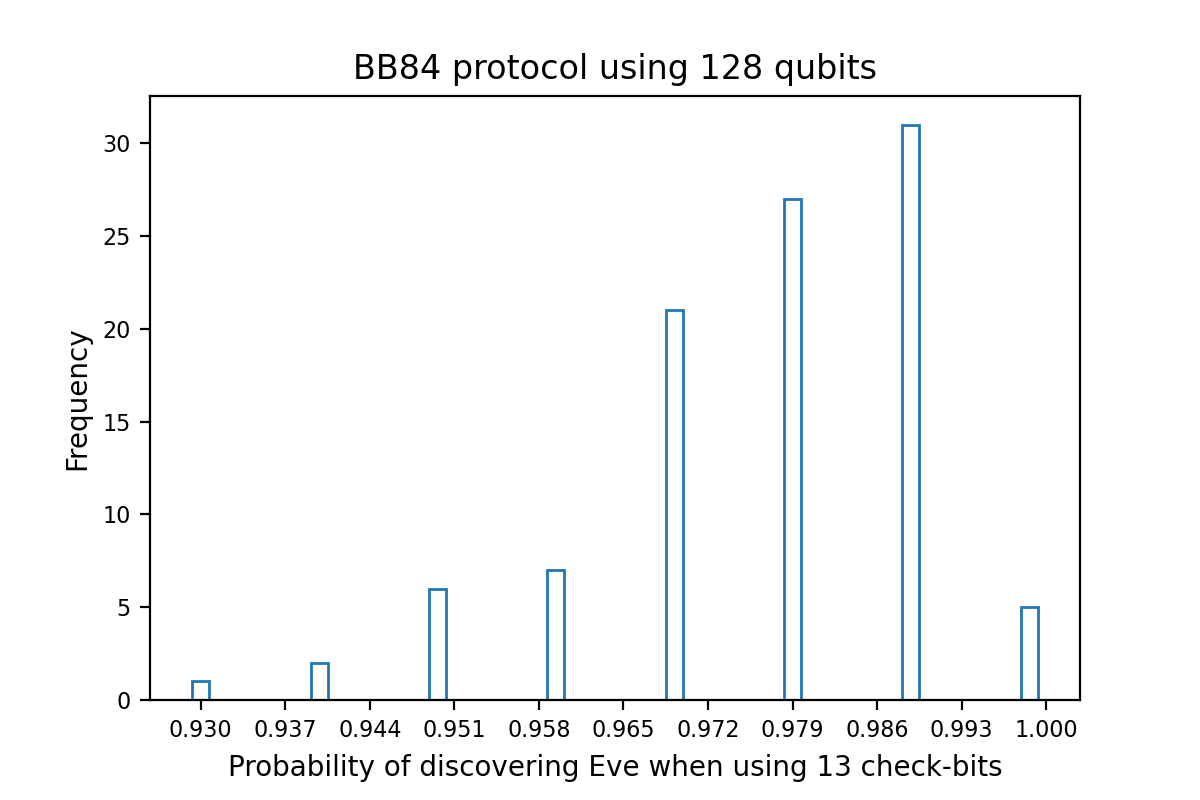 BB84 protocol using 128 qubits
Frequency
30
25
20
15
10
5
0
0.930 0.937 0.944 0.951 0.958 0.965 0.972 0.979 0.986 0.993 1.000
Probability of discovering Eve when using 13 check-bits